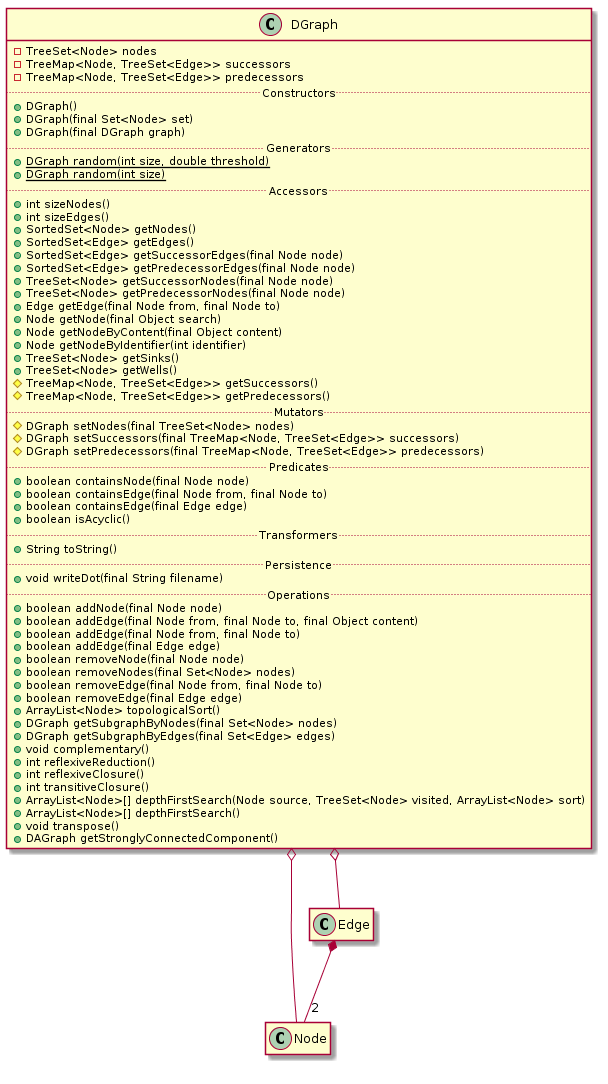 C DGraph
TreeSet<Node> nodes
TreeMap<Node, TreeSet<Edge>> successors
TreeMap<Node, TreeSet<Edge>> predecessors
Constructors
DGraph()
DGraph(final Set<Node> set)
DGraph(final DGraph graph)
Generators
DGraph random(int size, double threshold)
DGraph random(int size)
Accessors
int sizeNodes()
int sizeEdges()
SortedSet<Node> getNodes()
SortedSet<Edge> getEdges()
SortedSet<Edge> getSuccessorEdges(final Node node)
SortedSet<Edge> getPredecessorEdges(final Node node)
TreeSet<Node> getSuccessorNodes(final Node node)
TreeSet<Node> getPredecessorNodes(final Node node)
Edge getEdge(final Node from, final Node to)
Node getNode(final Object search)
Node getNodeByContent(final Object content)
Node getNodeByIdentifier(int identifier)
TreeSet<Node> getSinks()
TreeSet<Node> getWells()
TreeMap<Node, TreeSet<Edge>> getSuccessors()
TreeMap<Node, TreeSet<Edge>> getPredecessors()
Mutators
DGraph setNodes(final TreeSet<Node> nodes)
DGraph setSuccessors(final TreeMap<Node, TreeSet<Edge>> successors)
DGraph setPredecessors(final TreeMap<Node, TreeSet<Edge>> predecessors)
Predicates
boolean containsNode(final Node node)
boolean containsEdge(final Node from, final Node to)
boolean containsEdge(final Edge edge)
boolean isAcyclic()
Transformers
String toString()
Persistence
void writeDot(final String filename)
Operations
boolean addNode(final Node node)
boolean addEdge(final Node from, final Node to, final Object content)
boolean addEdge(final Node from, final Node to)
boolean addEdge(final Edge edge)
boolean removeNode(final Node node)
boolean removeNodes(final Set<Node> nodes)
boolean removeEdge(final Node from, final Node to)
boolean removeEdge(final Edge edge)
ArrayList<Node> topologicalSort()
DGraph getSubgraphByNodes(final Set<Node> nodes)
DGraph getSubgraphByEdges(final Set<Edge> edges)
void complementary()
int reflexiveReduction()
int reflexiveClosure()
int transitiveClosure()
ArrayList<Node>[] depthFirstSearch(Node source, TreeSet<Node> visited, ArrayList<Node> sort)
ArrayList<Node>[] depthFirstSearch()
void transpose()
DAGraph getStronglyConnectedComponent()
C Edge
2
C Node